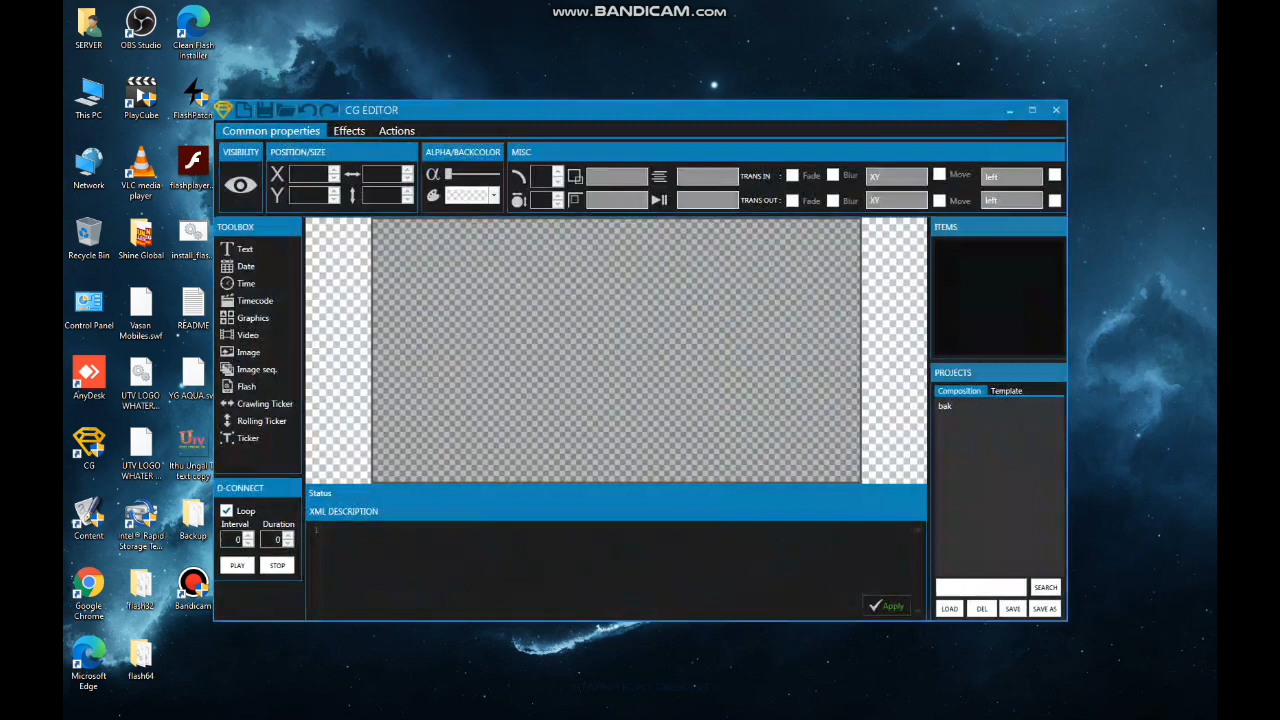 www.BANDICAM.com
SERVER
OBS Studio
Clean Flash Installer
This PC
PlayCube
FlashPatch
Network
VLC media player
flashplayer...
Recycle Bin
Shine Global
install_flas...
Control Panel
Vasan Mobiles.swf
README
AnyDesk
UTV LOGO WHATER...
YG AQUA.sw
CG
UTV LOGO WHATER ...
UTV
Ithu Ungal T
text copy
Content
Intel® Rapid Storage Te...
Backup
Google Chrome
flash32
Bandicam
Microsoft Edge
flash64
CG EDITOR
Common properties
Effects
Actions
VISIBILITY
POSITION/SIZE
ALPHA/BACKCOLOR
MISC
X
α
TRANS IN :
Fade
Blur
XY
Move
left
Y
TRANS OUT :
Fade
Blur
XY
Move
left
TOOLBOX
Text
Date
Time
Timecode
Graphics
Video
Image
Image seq.
Flash
Crawling Ticker
Rolling Ticker
Ticker
D-CONNECT
Loop
Interval
Duration
0
0
PLAY
STOP
Status
XML DESCRIPTION
1
Apply
ITEMS
PROJECTS
Composition
Template
bak
SEARCH
LOAD
DEL
SAVE
SAVE AS